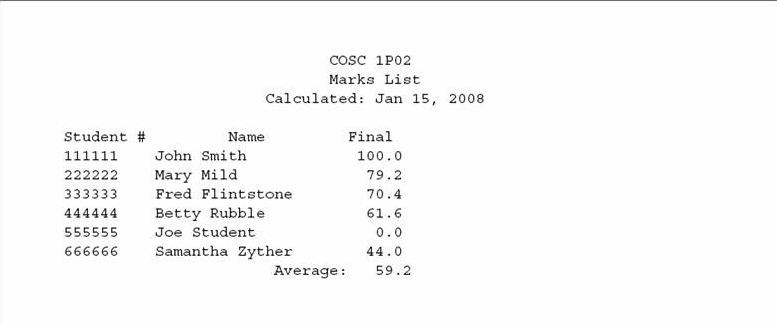 COSC 1P02
Marks List
Calculated: Jan 15, 2008
Student # Name Final
111111 John Smith 100.0
222222 Mary Mild 79.2
333333 Fred Flintstone 70.4
444444 Betty Rubble 61.6
555555 Joe Student 0.0
666666 Samantha Zyther 44.0
Average: 59.2